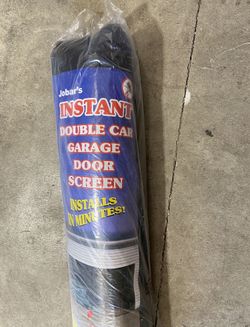 Jobar's
INSTANT
DOUBLE CAR
GARAGE
DOOR
SCREEN
INSTALLS
IN MINUTES!